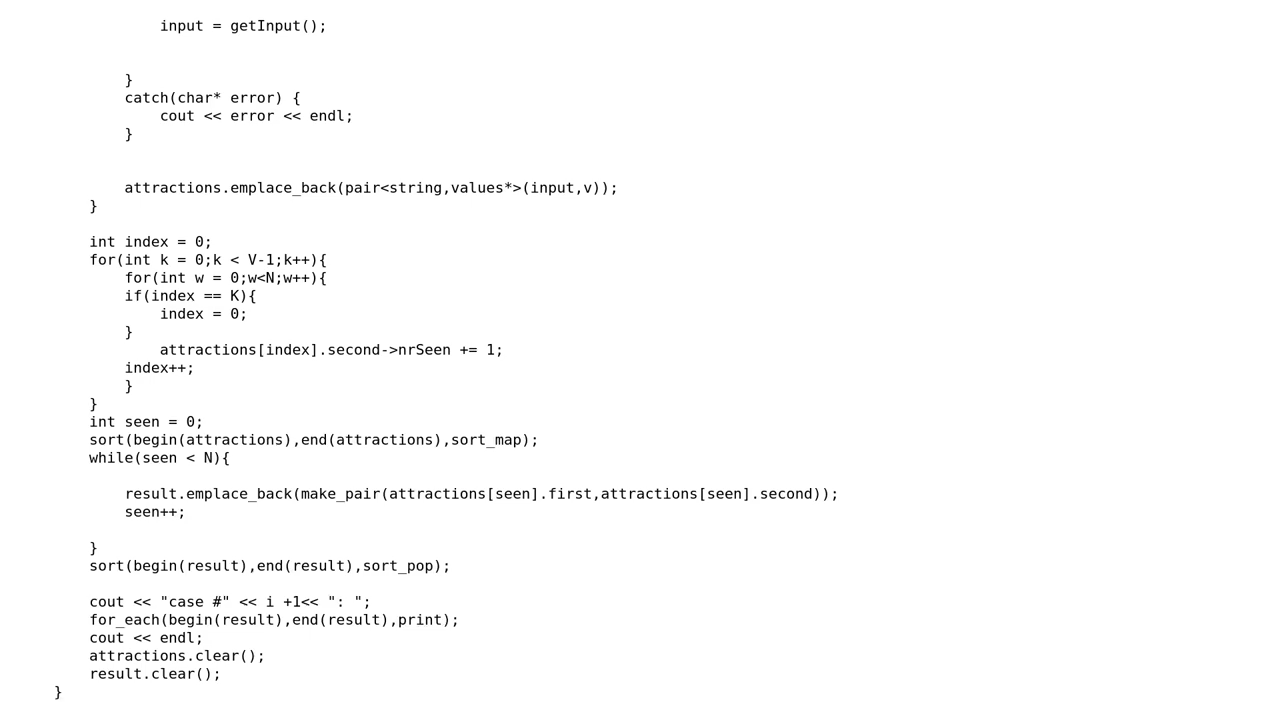 input = getInput();
}
catch(char* error) {
cout << error << endl;
}
attractions.emplace_back(pair<string,values*>(input,v));
}
int index = 0;
for(int k = 0;k < V-1;k++){
for(int w = 0;w<N;w++){
if(index == K){
index = 0;
}
attractions[index].second->nrSeen += 1;
index++;
}
}
int seen = 0;
sort(begin(attractions),end(attractions),sort_map);
while(seen < N){
result.emplace_back(make_pair(attractions[seen].first,attractions[seen].second));
seen++;
}
sort(begin(result),end(result),sort_pop);
cout << "case #" << i +1<< ": ";
for_each(begin(result),end(result),print);
cout << endl;
attractions.clear();
result.clear();
}